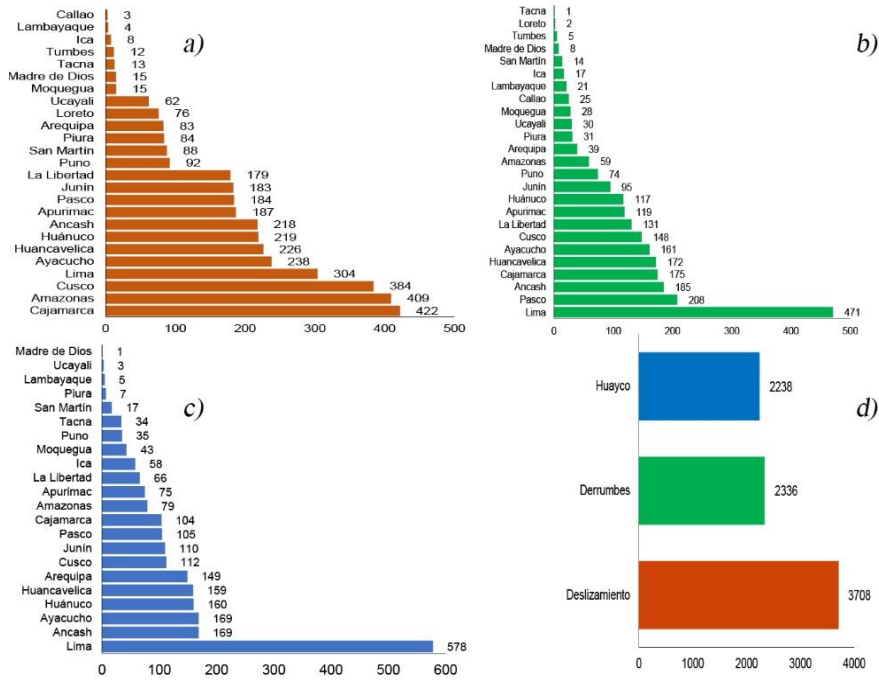 a)
Callao 3
Lambayaque 4
Ica 8
Tumbes 12
Tacna 13
Madre de Dios 15
Moquegua 15
Ucayali 62
Loreto 76
Arequipa 83
Piura 84
San Martín 88
Puno 92
La Libertad 179
Junín 183
Pasco 184
Apurimac 187
Ancash 218
Huánuco 219
Huancavelica 226
Ayacucho 238
Lima 304
Cusco 384
Amazonas 409
Cajamarca 422
0 100 200 300 400 500
b)
Tacna 1
Loreto 2
Tumbes 5
Madre de Dios 8
San Martín 14
Ica 17
Lambayaque 21
Callao 25
Moquegua 28
Ucayali 30
Piura 31
Arequipa 39
Amazonas 59
Puno 74
Junín 95
Huánuco 117
Apurimac 119
La Libertad 131
Cusco 148
Ayacucho 161
Huancavelica 172
Cajamarca 175
Ancash 185
Pasco 208
Lima 471
0 100 200 300 400 500
c)
Madre de Dios 1
Ucayali 3
Lambayaque 5
Piura 7
San Martín 17
Tacna 34
Puno 35
Moquegua 43
Ica 58
La Libertad 66
Apurimac 75
Amazonas 79
Cajamarca 104
Pasco 105
Junín 110
Cusco 112
Arequipa 149
Huancavelica 159
Huánuco 160
Ayacucho 169
Ancash 169
Lima 578
0 100 200 300 400 500 600
d)
Huayco 2238
Derrumbes 2336
Deslizamiento 3708
0 1000 2000 3000 4000